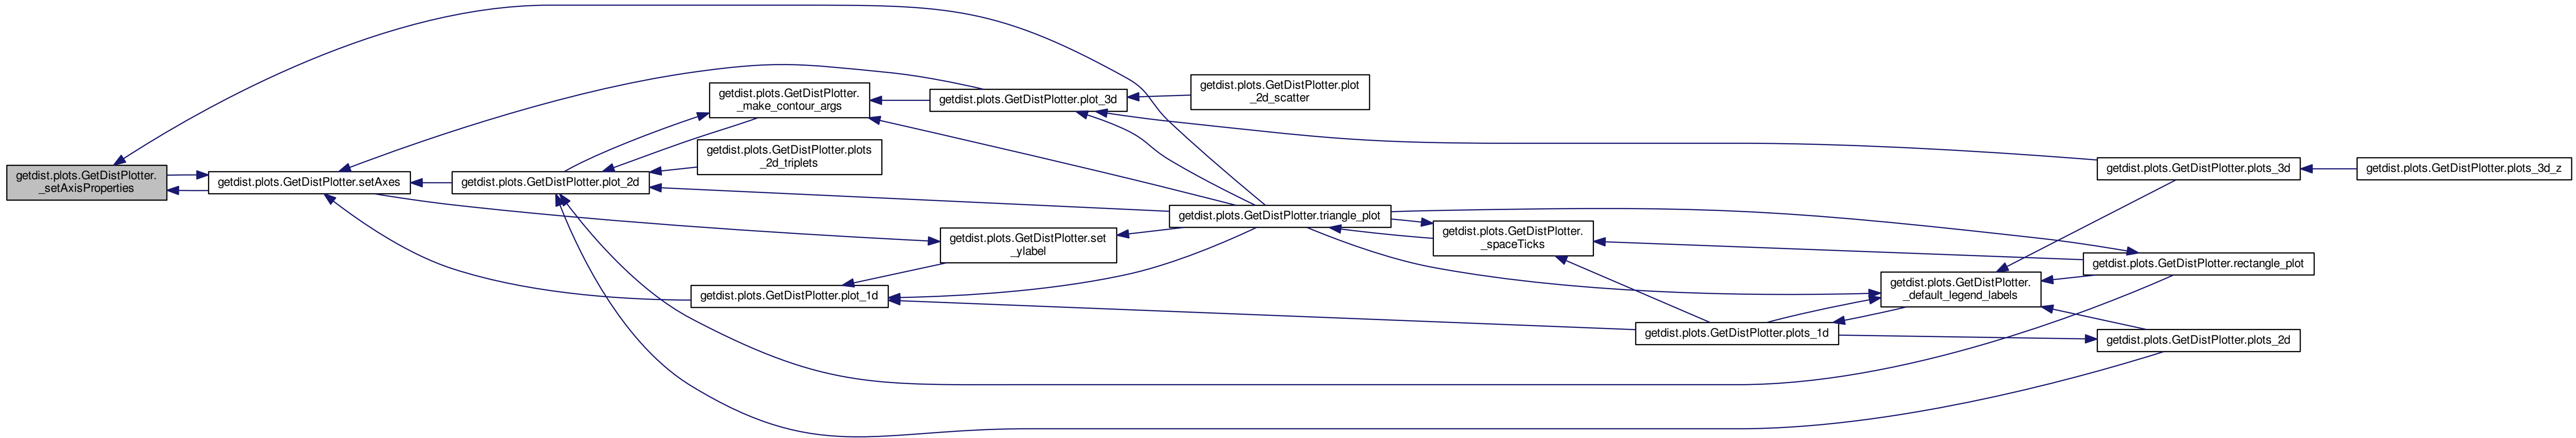 getdist.plots.GetDistPlotter.
_setAxisProperties
getdist.plots.GetDistPlotter.setAxes
getdist.plots.GetDistPlotter.plot_2d
getdist.plots.GetDistPlotter.
_make_contour_args
getdist.plots.GetDistPlotter.plots
_2d_triplets
getdist.plots.GetDistPlotter.plot_1d
getdist.plots.GetDistPlotter.plot_3d
getdist.plots.GetDistPlotter.set
_ylabel
getdist.plots.GetDistPlotter.plot
_2d_scatter
getdist.plots.GetDistPlotter.triangle_plot
getdist.plots.GetDistPlotter.
_spaceTicks
getdist.plots.GetDistPlotter.plots_1d
getdist.plots.GetDistPlotter.
_default_legend_labels
getdist.plots.GetDistPlotter.plots_3d
getdist.plots.GetDistPlotter.rectangle_plot
getdist.plots.GetDistPlotter.plots_2d
getdist.plots.GetDistPlotter.plots_3d_z